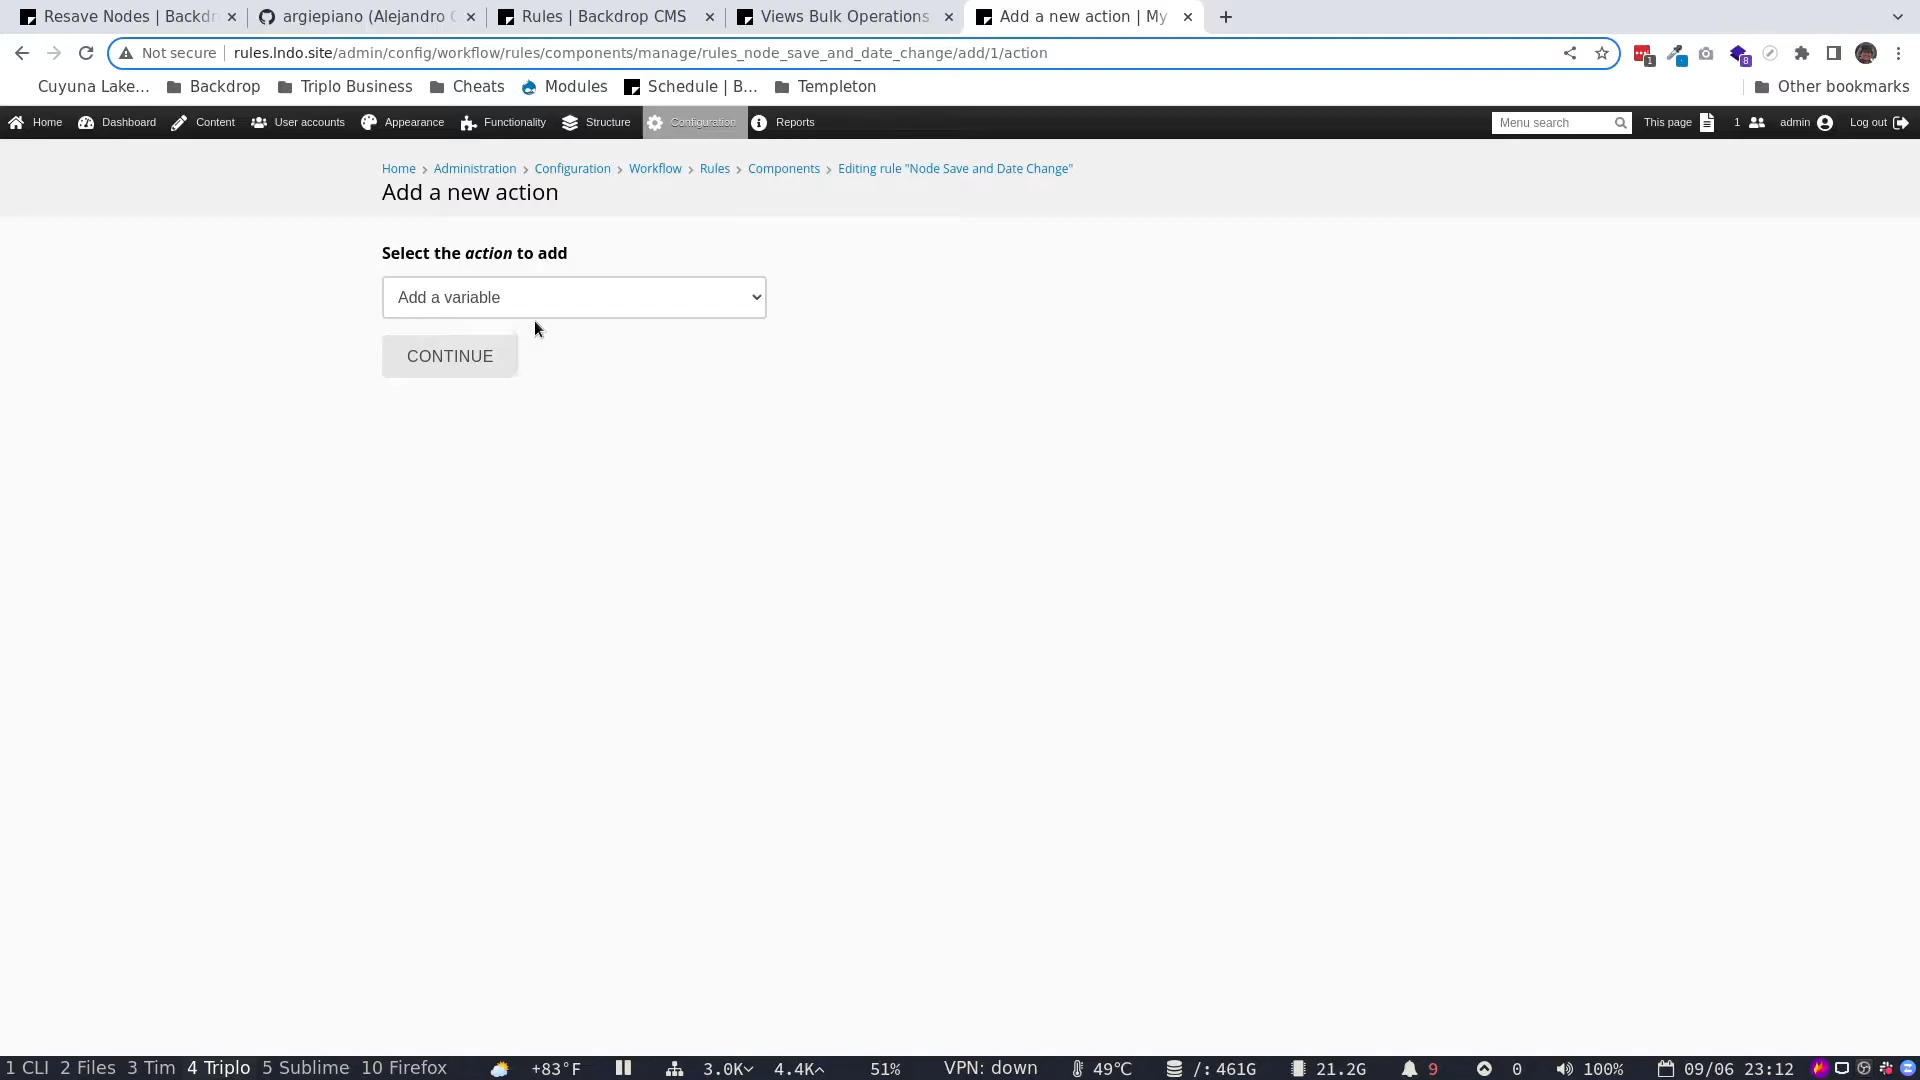 Resave Nodes | Backdr
argiepiano (Alejandro C
Rules | Backdrop CMS
Views Bulk Operations
Add a new action | My
Not secure
rules.lndo.site/admin/config/workflow/rules/components/manage/rules_node_save_and_date_change/add/1/action
1
8
Cuyuna Lake...
Backdrop
Triplo Business
Cheats
Modules
Schedule | B...
Templeton
Other bookmarks
Home
Dashboard
Content
User accounts
Appearance
Functionality
Structure
Configuration
Reports
Menu search
This page
1
admin
Log out
Home › Administration › Configuration › Workflow › Rules › Components › Editing rule "Node Save and Date Change"
Add a new action
Select the action to add
Add a variable
CONTINUE
1 CLI 2 Files 3 Tim 4 Triplo 5 Sublime 10 Firefox
+83°F
3.0K
4.4K
51%
VPN: down
49°C
/: 461G
21.2G
9
0
100%
09/06 23:12